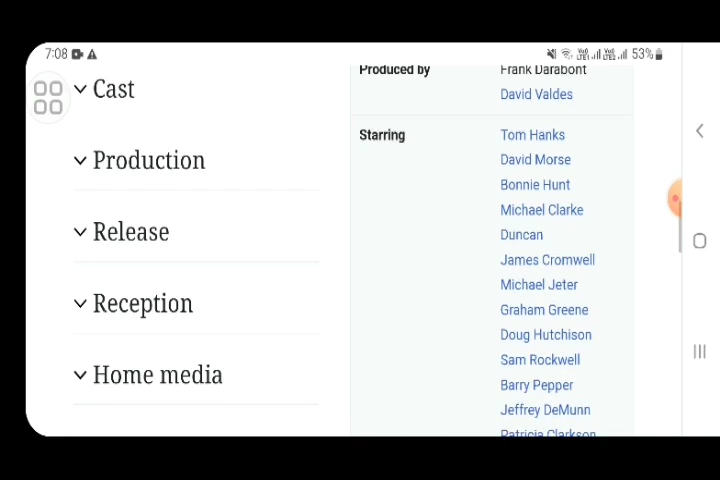 7:08
53%
Cast
Production
Release
Reception
Home media
Produced by
Frank Darabont
David Valdes
Starring
Tom Hanks
David Morse
Bonnie Hunt
Michael Clarke
Duncan
James Cromwell
Michael Jeter
Graham Greene
Doug Hutchison
Sam Rockwell
Barry Pepper
Jeffrey DeMunn
Patricia Clarkson